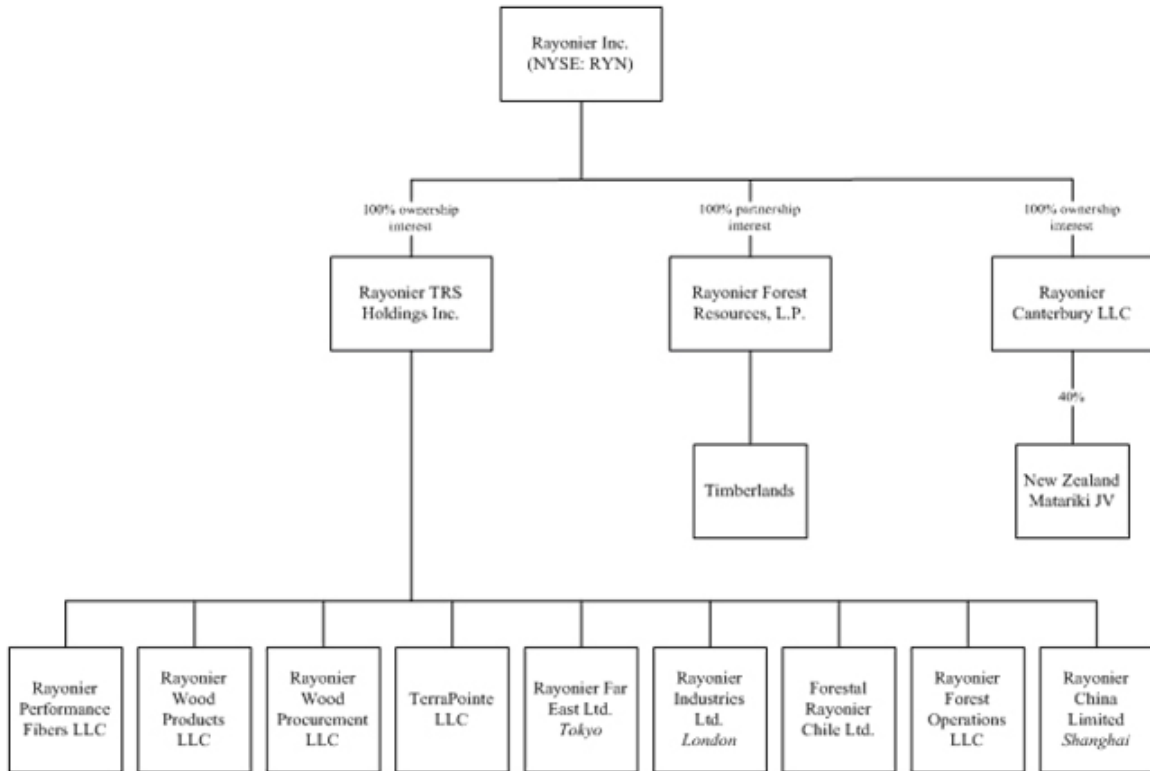 Rayonier Inc.
(NYSE: RYN)
100% ownership
interest
100% partnership
interest
100% ownership
interest
Rayonier TRS
Holdings Inc.
Rayonier Forest
Resources, L.P.
Rayonier
Canterbury LLC
40%
Timberlands
New Zealand
Matariki JV
Rayonier
Performance
Fibers LLC
Rayonier
Wood
Products
LLC
Rayonier
Wood
Procurement
LLC
TerraPointe
LLC
Rayonier Far
East Ltd.
Tokyo
Rayonier
Industries
Ltd.
London
Forestal
Rayonier
Chile Ltd.
Rayonier
Forest
Operations
LLC
Rayonier
China
Limited
Shanghai